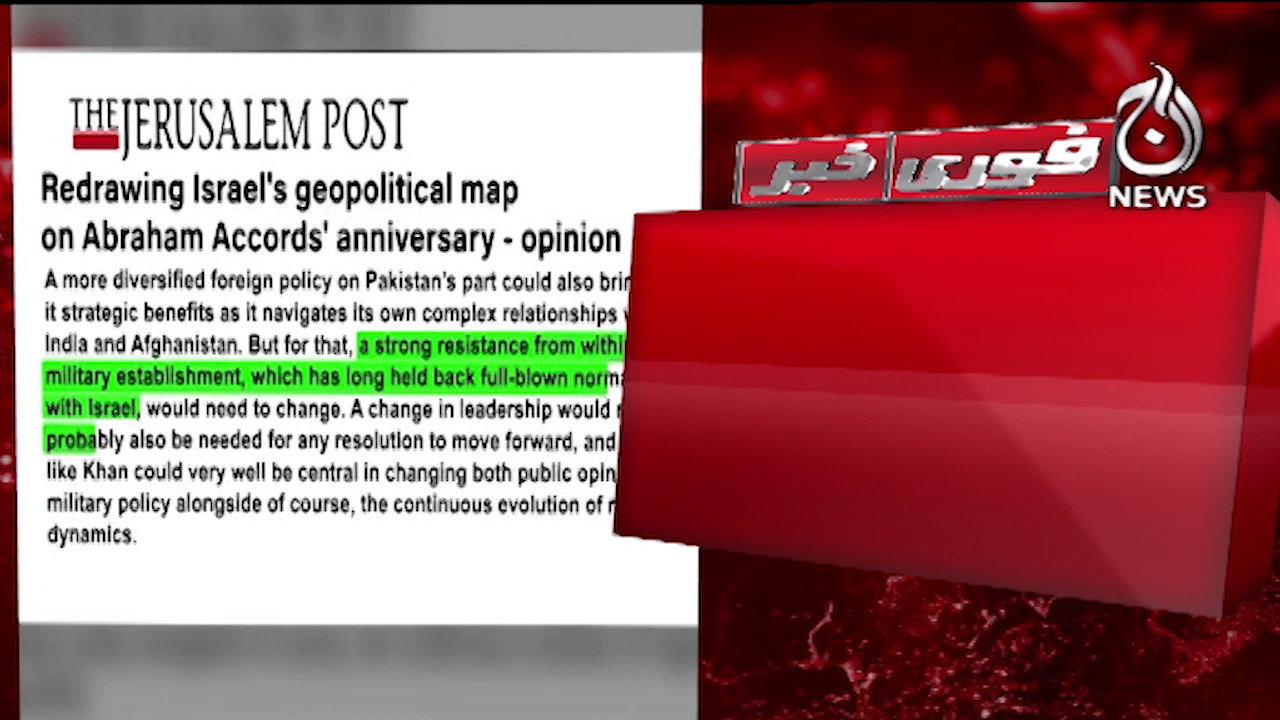 THE JERUSALEM POST
Redrawing Israel's geopolitical map
on Abraham Accords' anniversary - opinion
A more diversified foreign policy on Pakistan's part could also
it strategic benefits as it navigates its own complex relationships
India and Afghanistan. But for that, a strong resistance from
military establishment, which has long held back full-blown
with Israel, would need to change. A change in leadership would
probably also be needed for any resolution to move forward, and
like Khan could very well be central in changing both public
military policy alongside of course, the continuous evolution of
dynamics.
فوری خبر
آج
NEWS